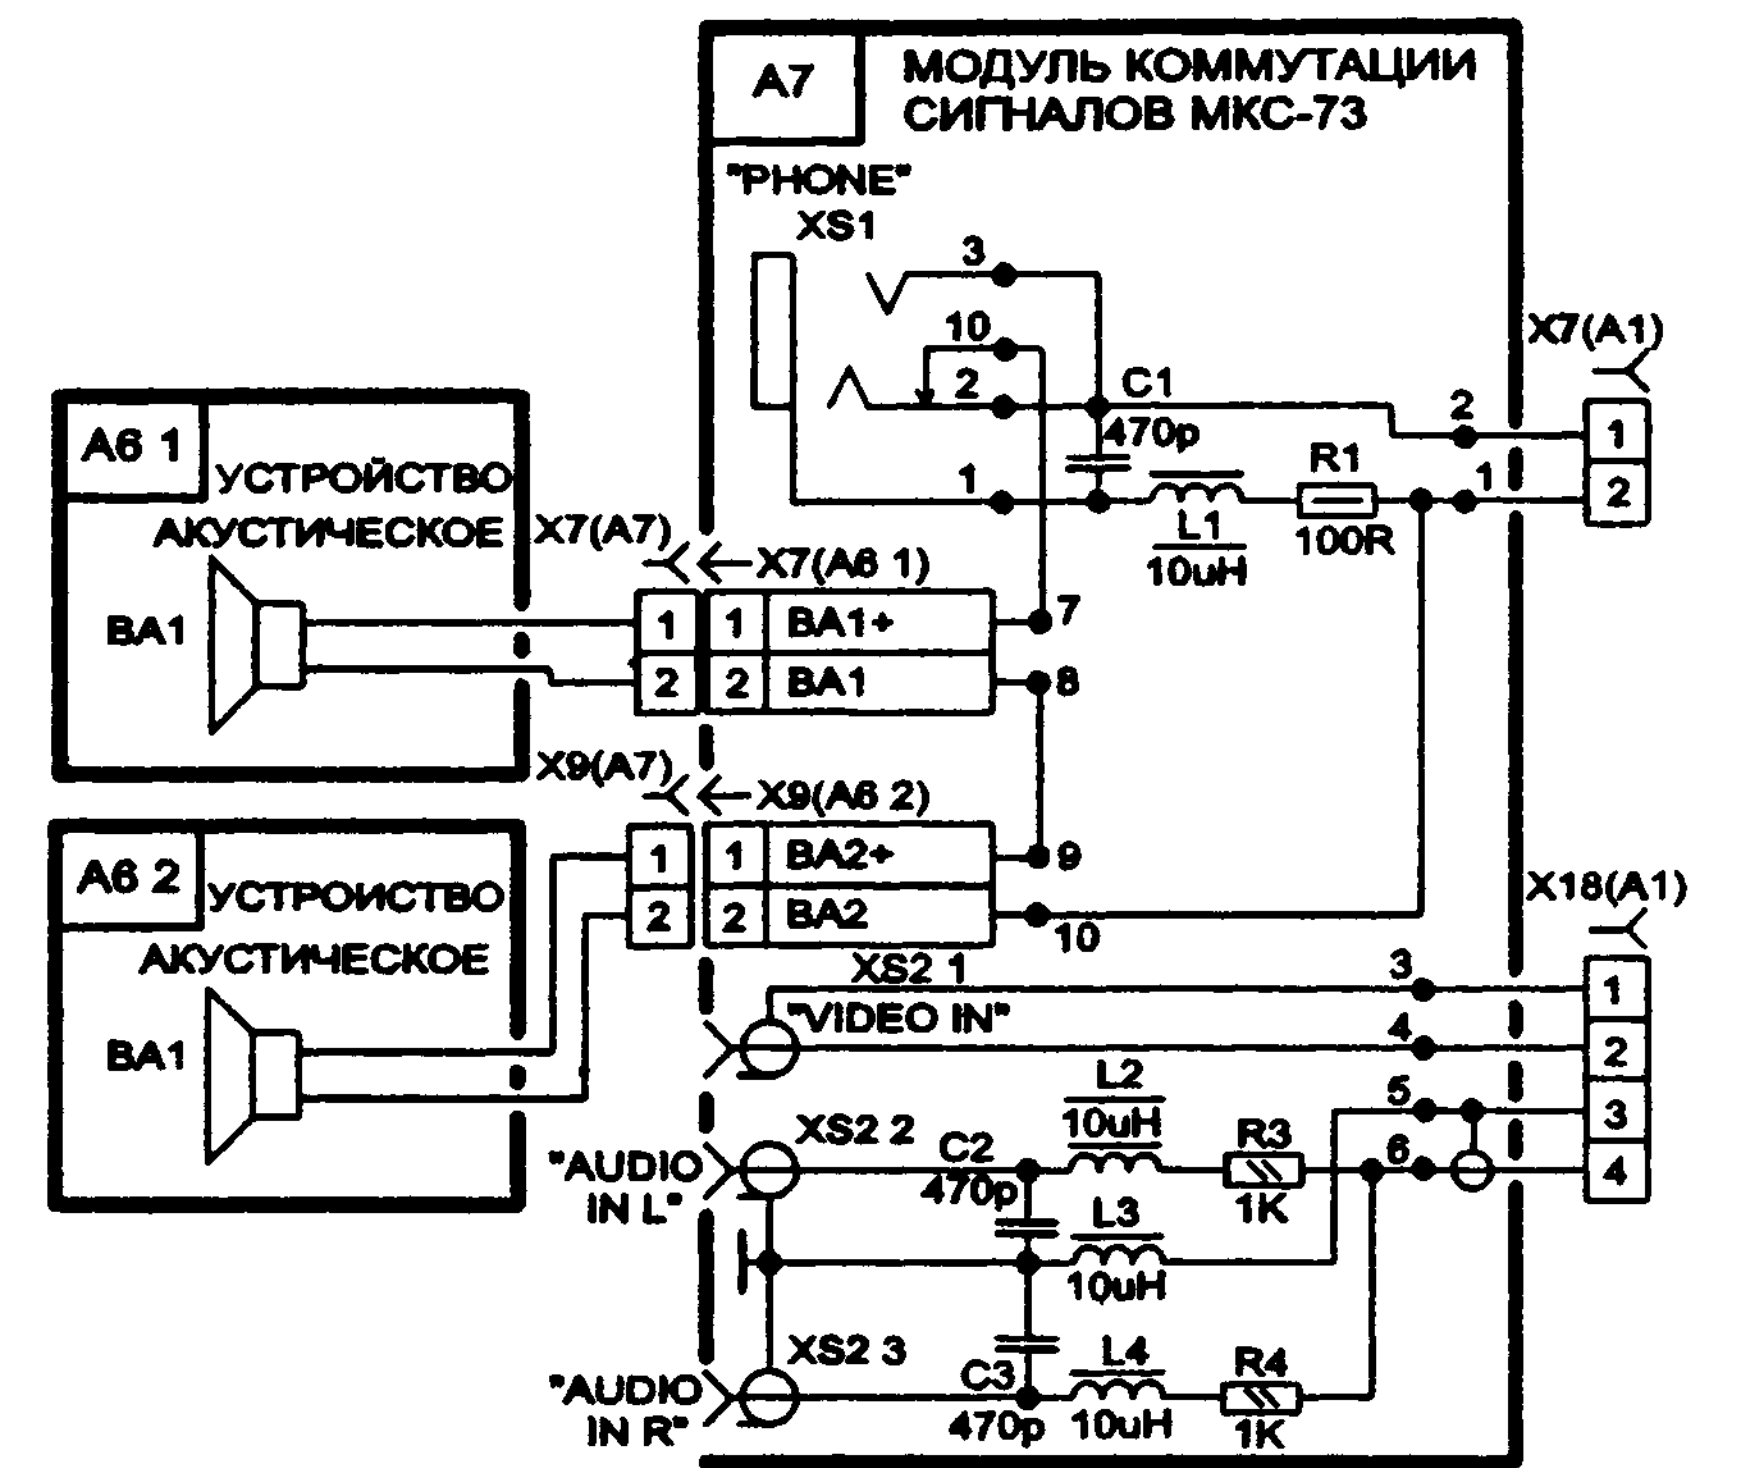 A7
МОДУЛЬ КОММУТАЦИИ
СИГНАЛОВ МКС-73
"PHONE"
XS1
3
10
2
C1
470p
1
L1
10uH
R1
100R
2
1
X7(A1)
1
2
A6 1
УСТРОЙСТВО
АКУСТИЧЕСКОЕ
BA1
X7(A7)
X7(A6 1)
1
2
1
BA1+
2
BA1
7
8
X9(A7)
X9(A6 2)
1
2
1
BA2+
2
BA2
9
10
A6 2
УСТРОИСТВО
АКУСТИЧЕСКОЕ
BA1
XS2 1
"VIDEO IN"
3
4
5
6
X18(A1)
1
2
3
4
XS2 2
"AUDIO
IN L"
C2
470p
L2
10uH
R3
1K
L3
10uH
XS2 3
"AUDIO
IN R"
C3
470p
L4
10uH
R4
1K